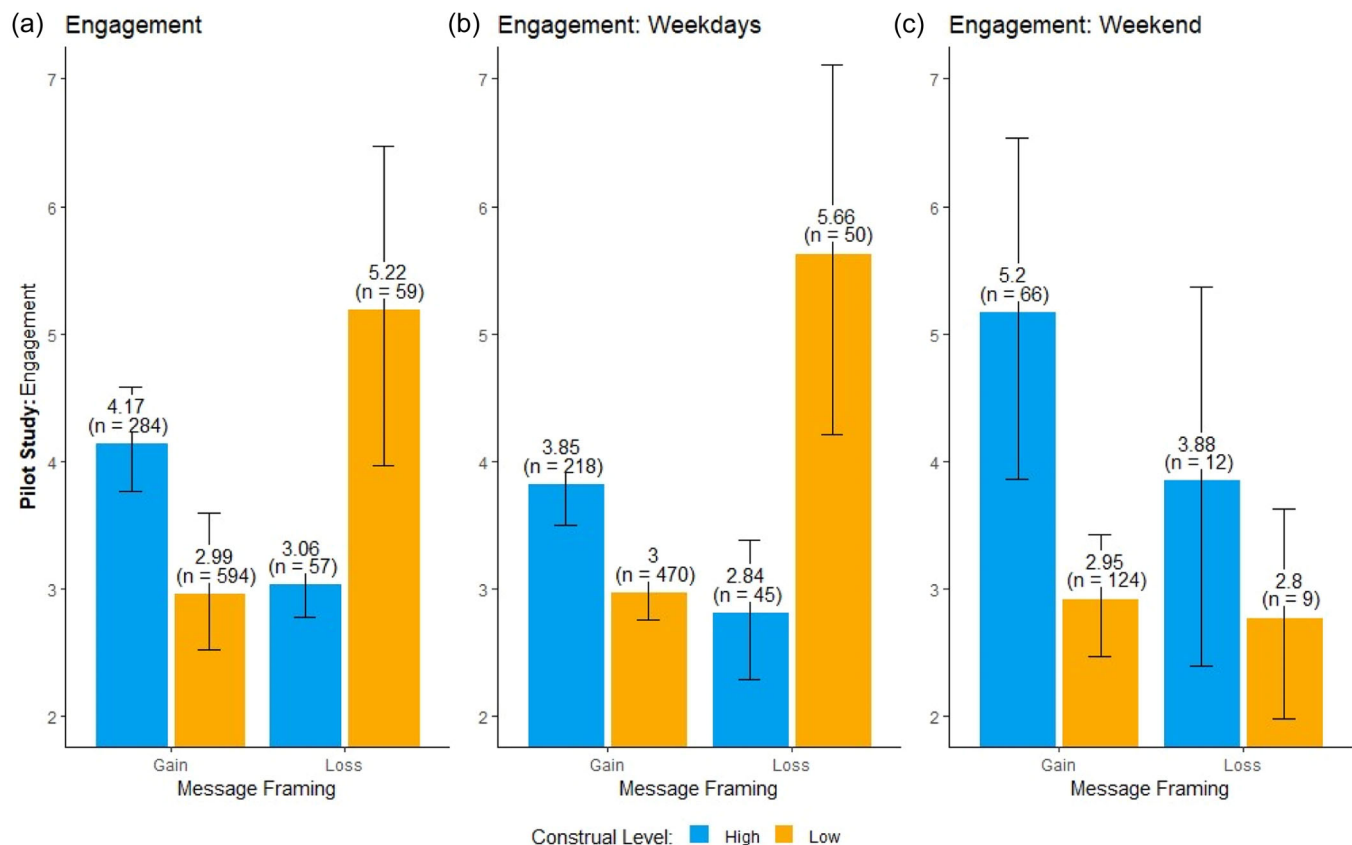 (a) Engagement
(b) Engagement: Weekdays
(c) Engagement: Weekend
Pilot Study: Engagement
7
6
5
4
3
2
4.17
(n = 284)
2.99
(n = 594)
3.06
(n = 57)
5.22
(n = 59)
Gain
Loss
Message Framing
7
6
5
4
3
2
3.85
(n = 218)
3
(n = 470)
2.84
(n = 45)
5.66
(n = 50)
Gain
Loss
Message Framing
7
6
5
4
3
2
5.2
(n = 66)
2.95
(n = 124)
3.88
(n = 12)
2.8
(n = 9)
Gain
Loss
Message Framing
Construal Level: High Low